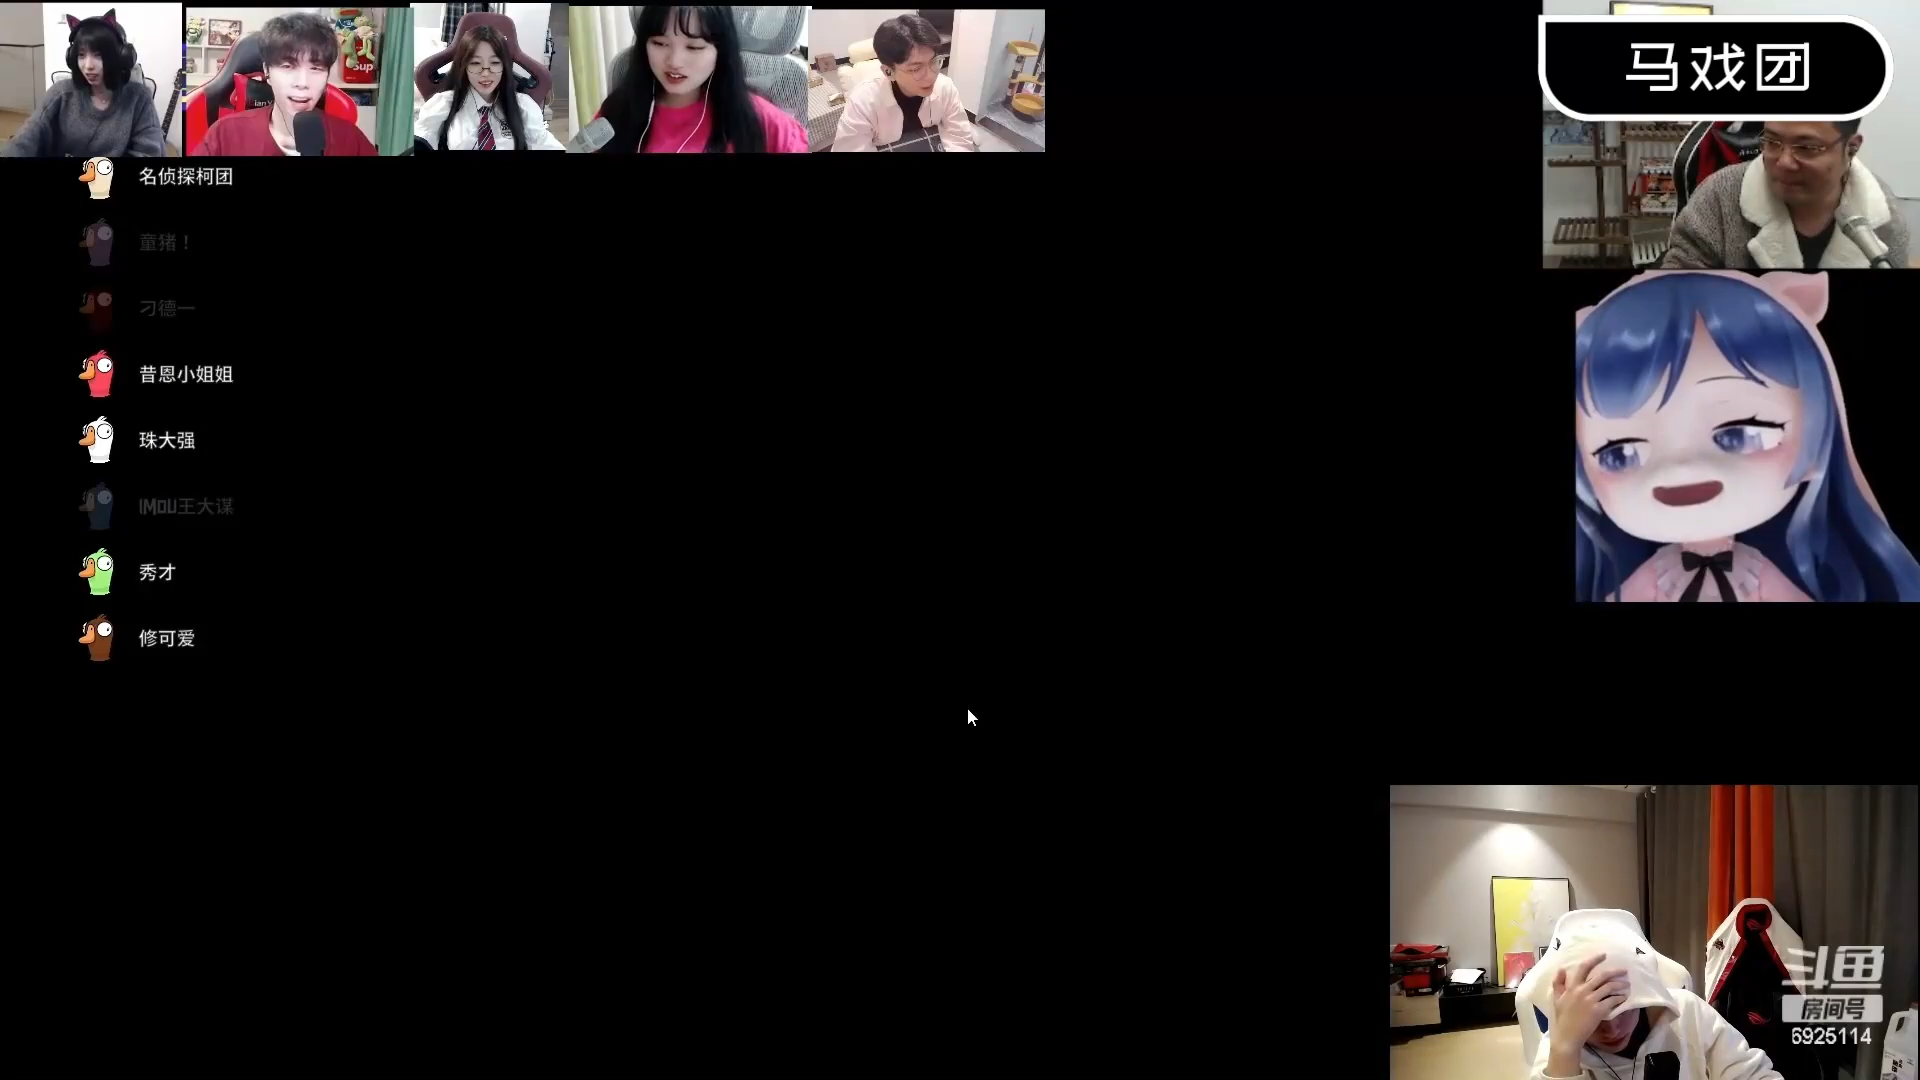 马戏团
名侦探柯团
童猪！
刁德一
昔恩小姐姐
珠大强
IMOU王大谋
秀才
修可爱
斗鱼
房间号
6925114